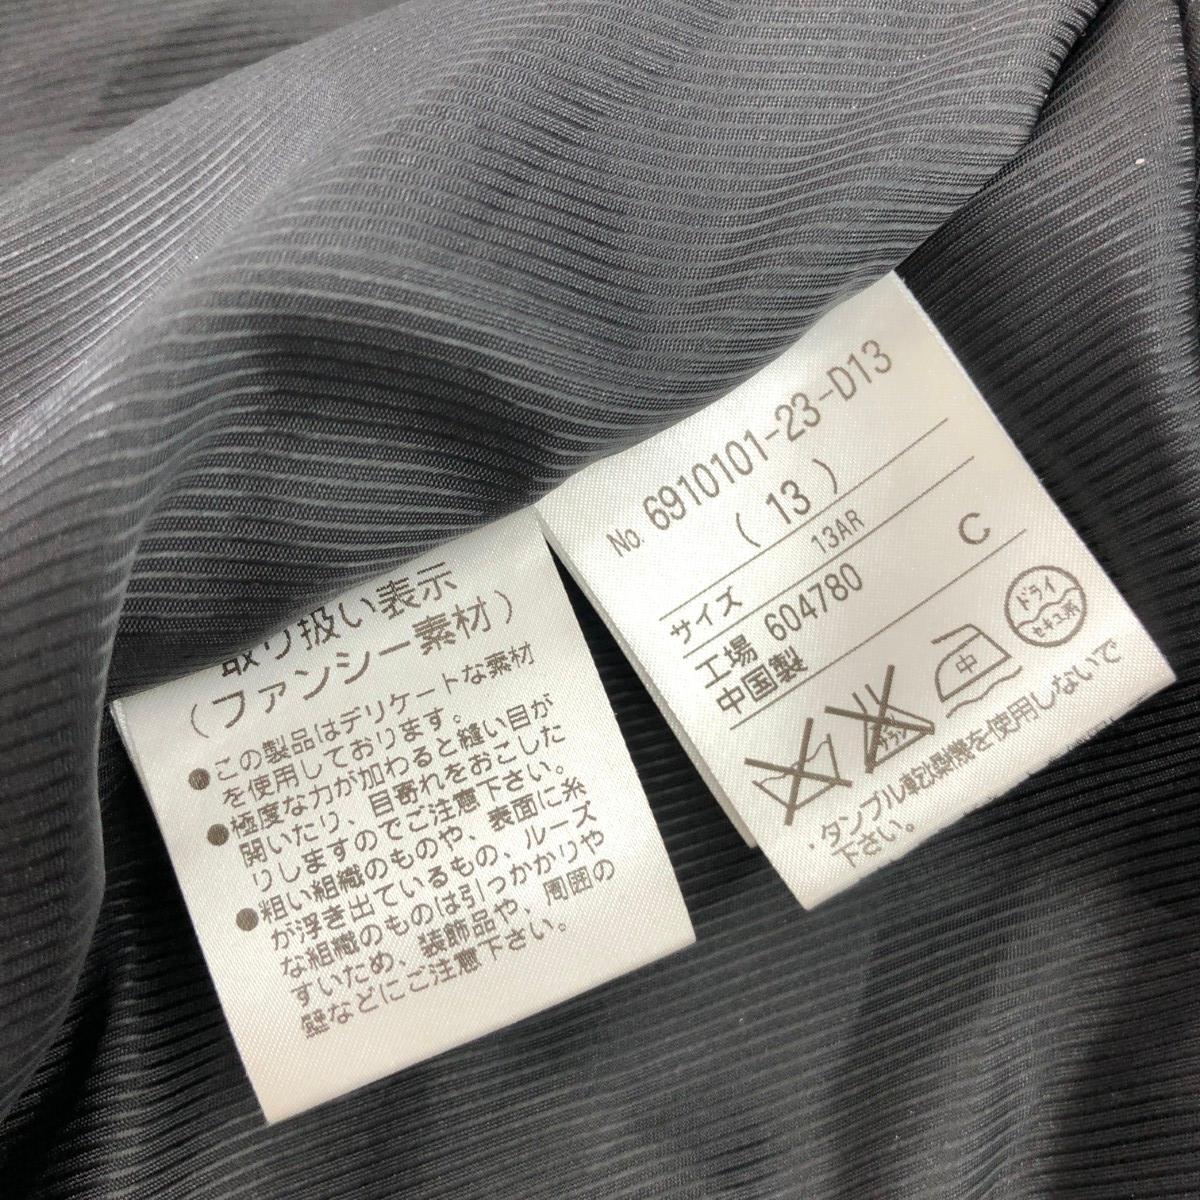 取り扱い表示
(ファンシー素材)
●この製品はデリケートな素材
を使用しております。
●極度な力が加わると縫い目が
開いたり、目寄れをおこした
りしますのでご注意下さい。
●粗い組織のものや、表面に糸
が浮き出ているもの、ルーズ
な組織のものは引っかかりや
すいため、装飾品や、周囲の
壁などにご注意下さい。
No. 6910101-23-D13
( 13 )
サイズ 13AR
工場 604780
中国製 C
エンソ
サラシ
中
ドライ
セキユ系
・タンブル乾燥機を使用しないで
下さい。